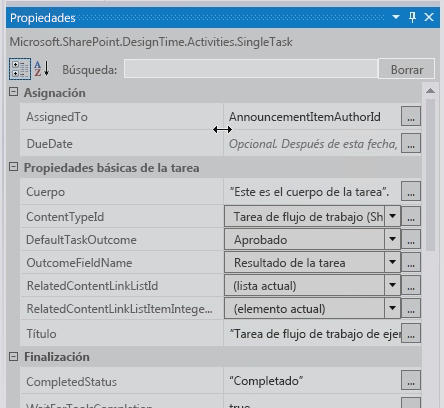 Propiedades
Microsoft.SharePoint.DesignTime.Activities.SingleTask
Búsqueda: Borrar
Asignación
AssignedTo AnnouncementItemAuthorId ...
DueDate Opcional. Después de esta fecha, ...
Propiedades básicas de la tarea
Cuerpo "Este es el cuerpo de la tarea". ...
ContentTypeId Tarea de flujo de trabajo (Sh ...
DefaultTaskOutcome Aprobado ...
OutcomeFieldName Resultado de la tarea ...
RelatedContentLinkListId (lista actual) ...
RelatedContentLinkListItemIntege... (elemento actual) ...
Título "Tarea de flujo de trabajo de ejer ...
Finalización
CompletedStatus "Completado" ...
WaitForTaskCompletion true